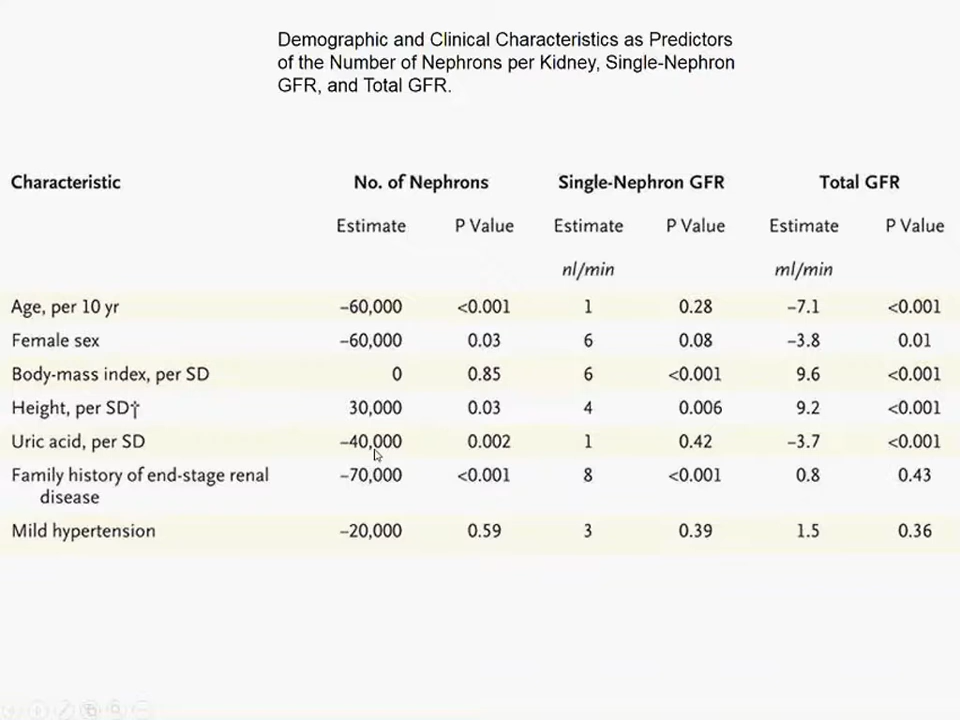 Demographic and Clinical Characteristics as Predictors
of the Number of Nephrons per Kidney, Single-Nephron
GFR, and Total GFR.
Characteristic No. of Nephrons Single-Nephron GFR Total GFR
Estimate P Value Estimate P Value Estimate P Value
nl/min ml/min
Age, per 10 yr –60,000 <0.001 1 0.28 –7.1 <0.001
Female sex –60,000 0.03 6 0.08 –3.8 0.01
Body-mass index, per SD 0 0.85 6 <0.001 9.6 <0.001
Height, per SD† 30,000 0.03 4 0.006 9.2 <0.001
Uric acid, per SD –40,000 0.002 1 0.42 –3.7 <0.001
Family history of end-stage renal –70,000 <0.001 8 <0.001 0.8 0.43
disease
Mild hypertension –20,000 0.59 3 0.39 1.5 0.36